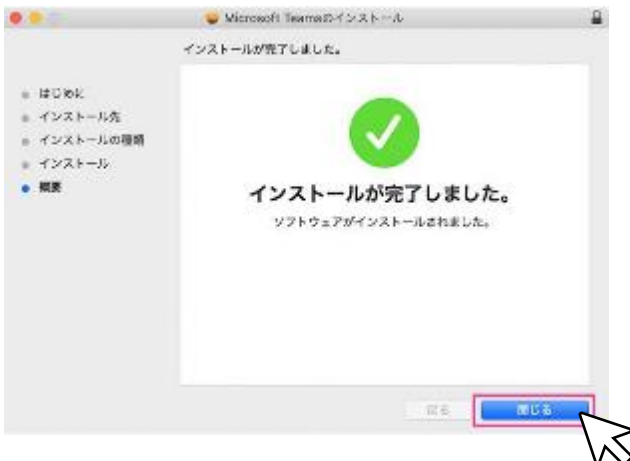 Microsoft Teamsのインストール
インストールが完了しました。
はじめに
インストール先
インストールの種類
インストール
概要
インストールが完了しました。
ソフトウェアがインストールされました。
戻る
閉じる